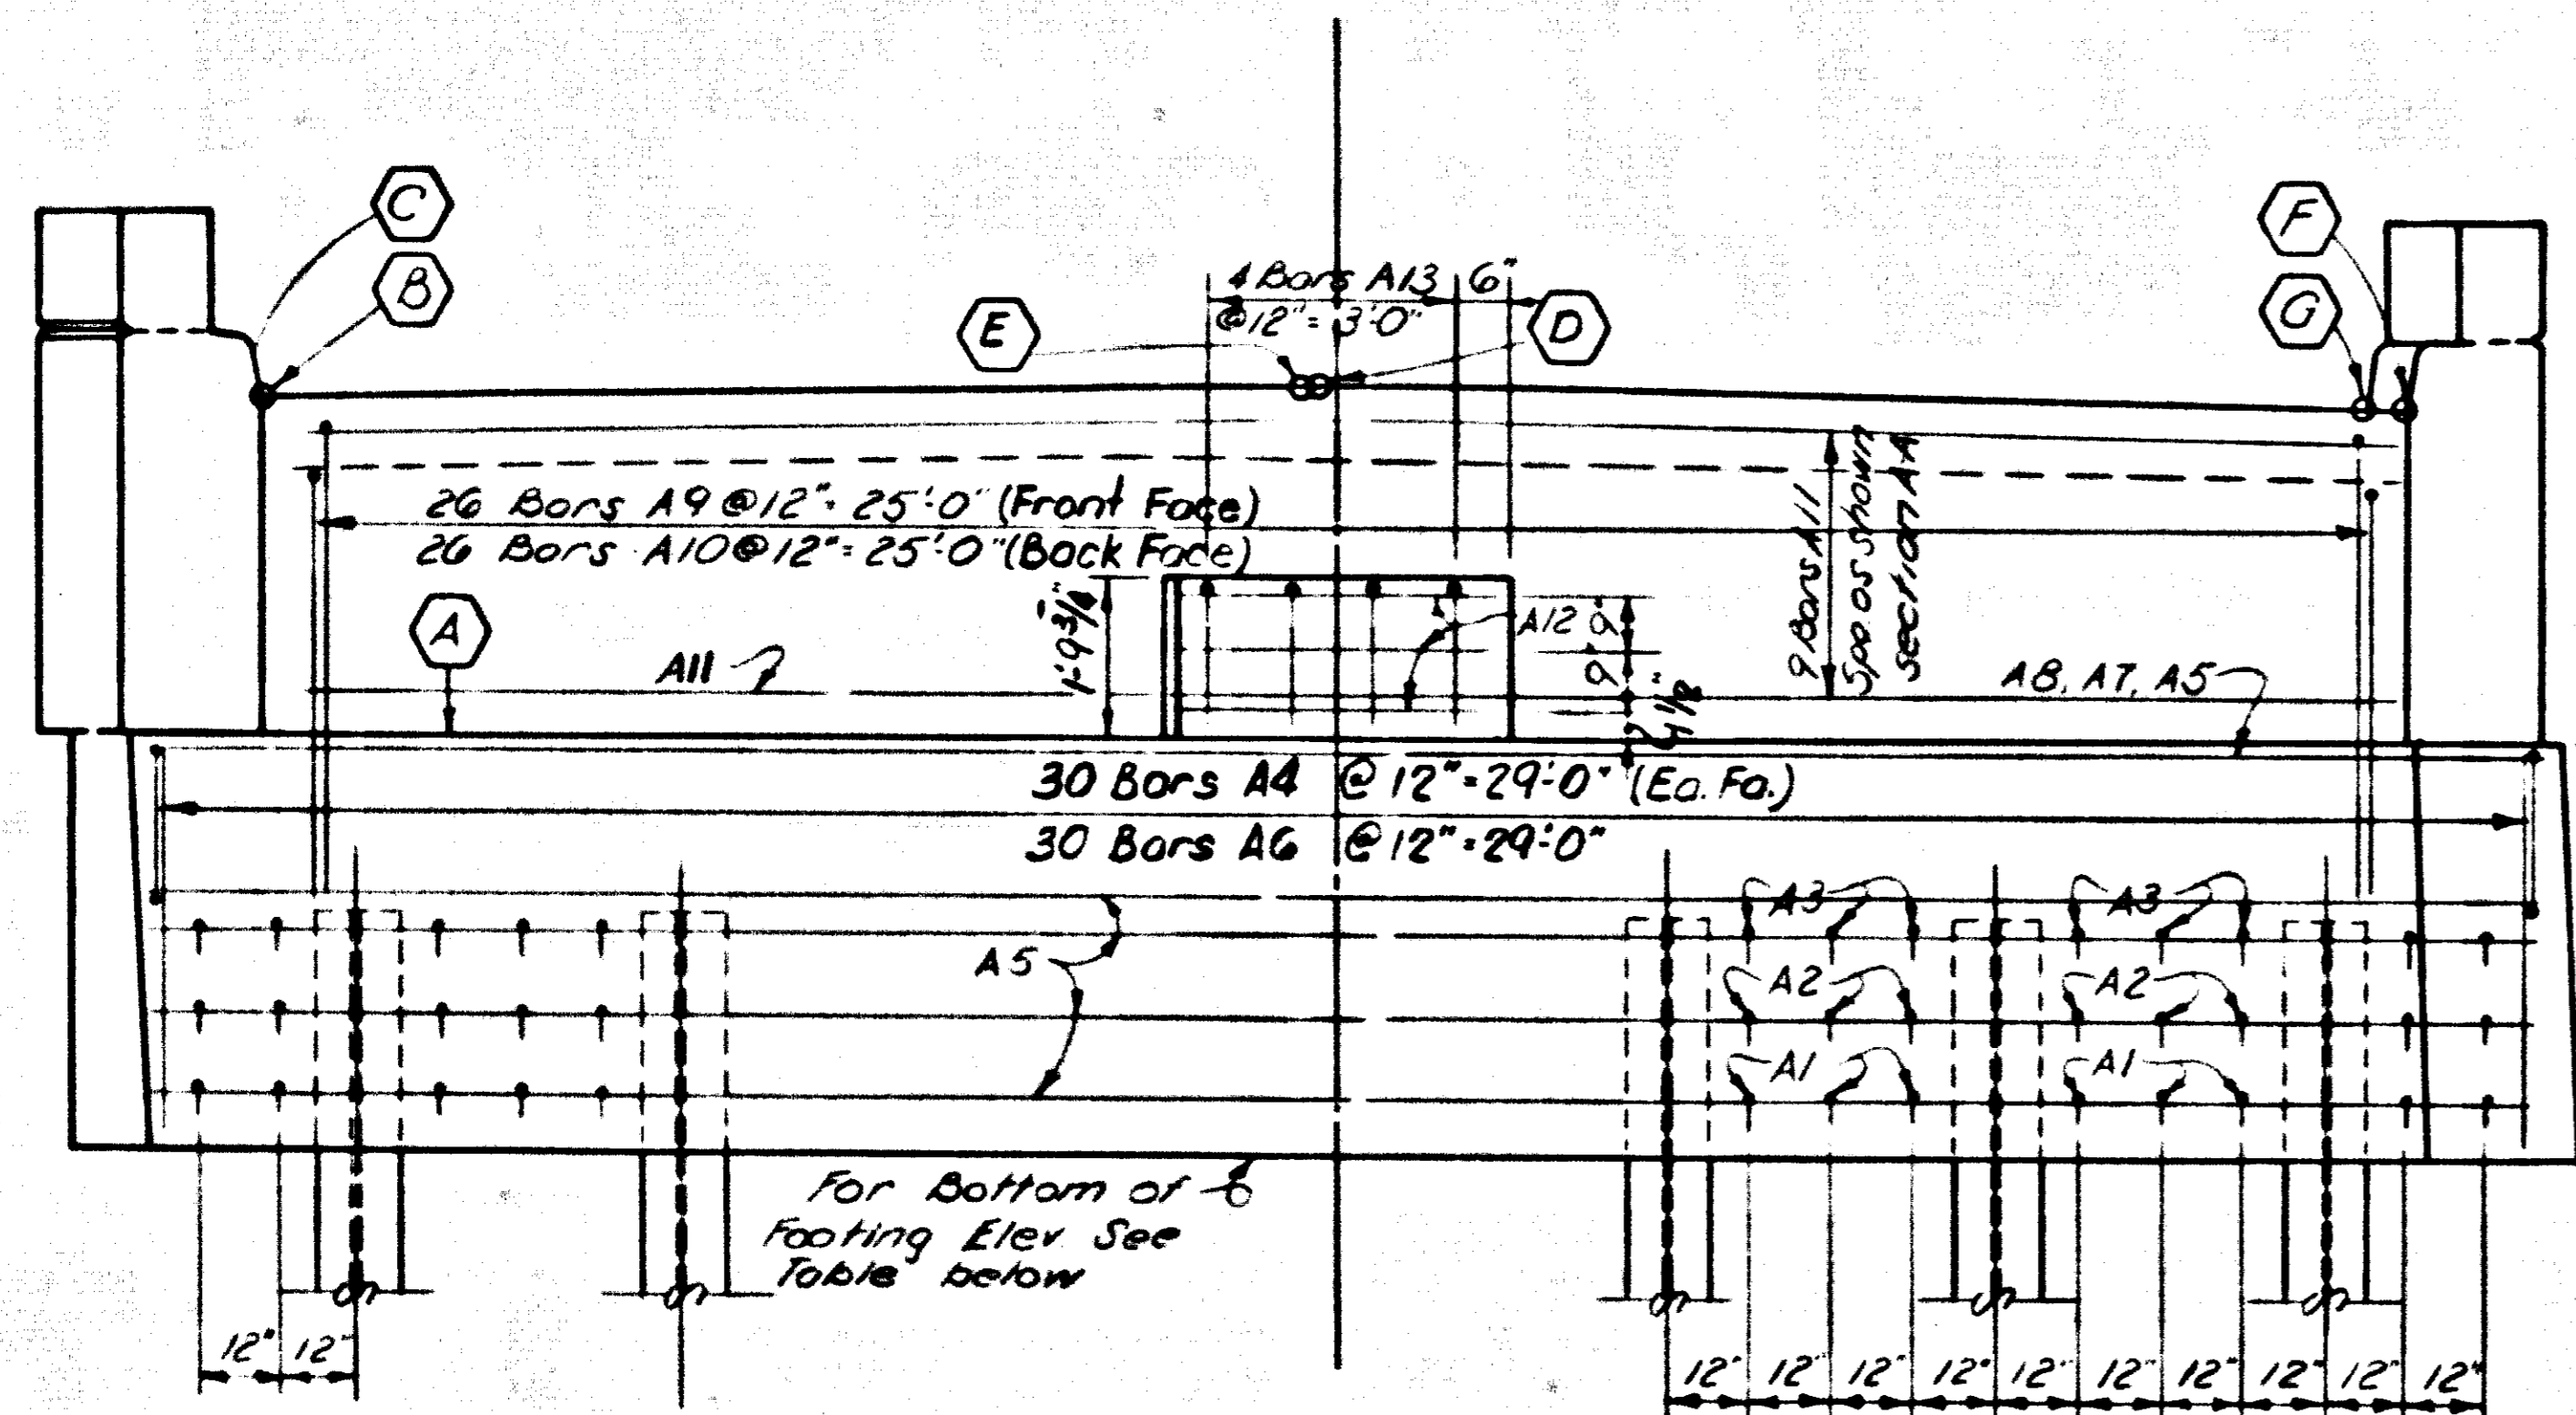 C
B
F
G
E
D
4 Bars A13 6"
@12"= 3'-0"
26 Bars A9 @12"= 25'-0" (Front Face)
26 Bars A10 @12"= 25'-0" (Back Face)
A
A11
1'-9 3/8"
A12
9"
9"
9 Bars A11
Spa as shown
section AA
A8, A7, A5
30 Bars A4 @ 12"=29'-0" (Ea. Fa.)
30 Bars A6 @ 12"=29'-0"
A5
A3
A3
A2
A2
A1
A1
For Bottom of
Footing Elev See
Table below
12" 12"
12" 12" 12" 12" 12" 12" 12" 12" 12" 12"